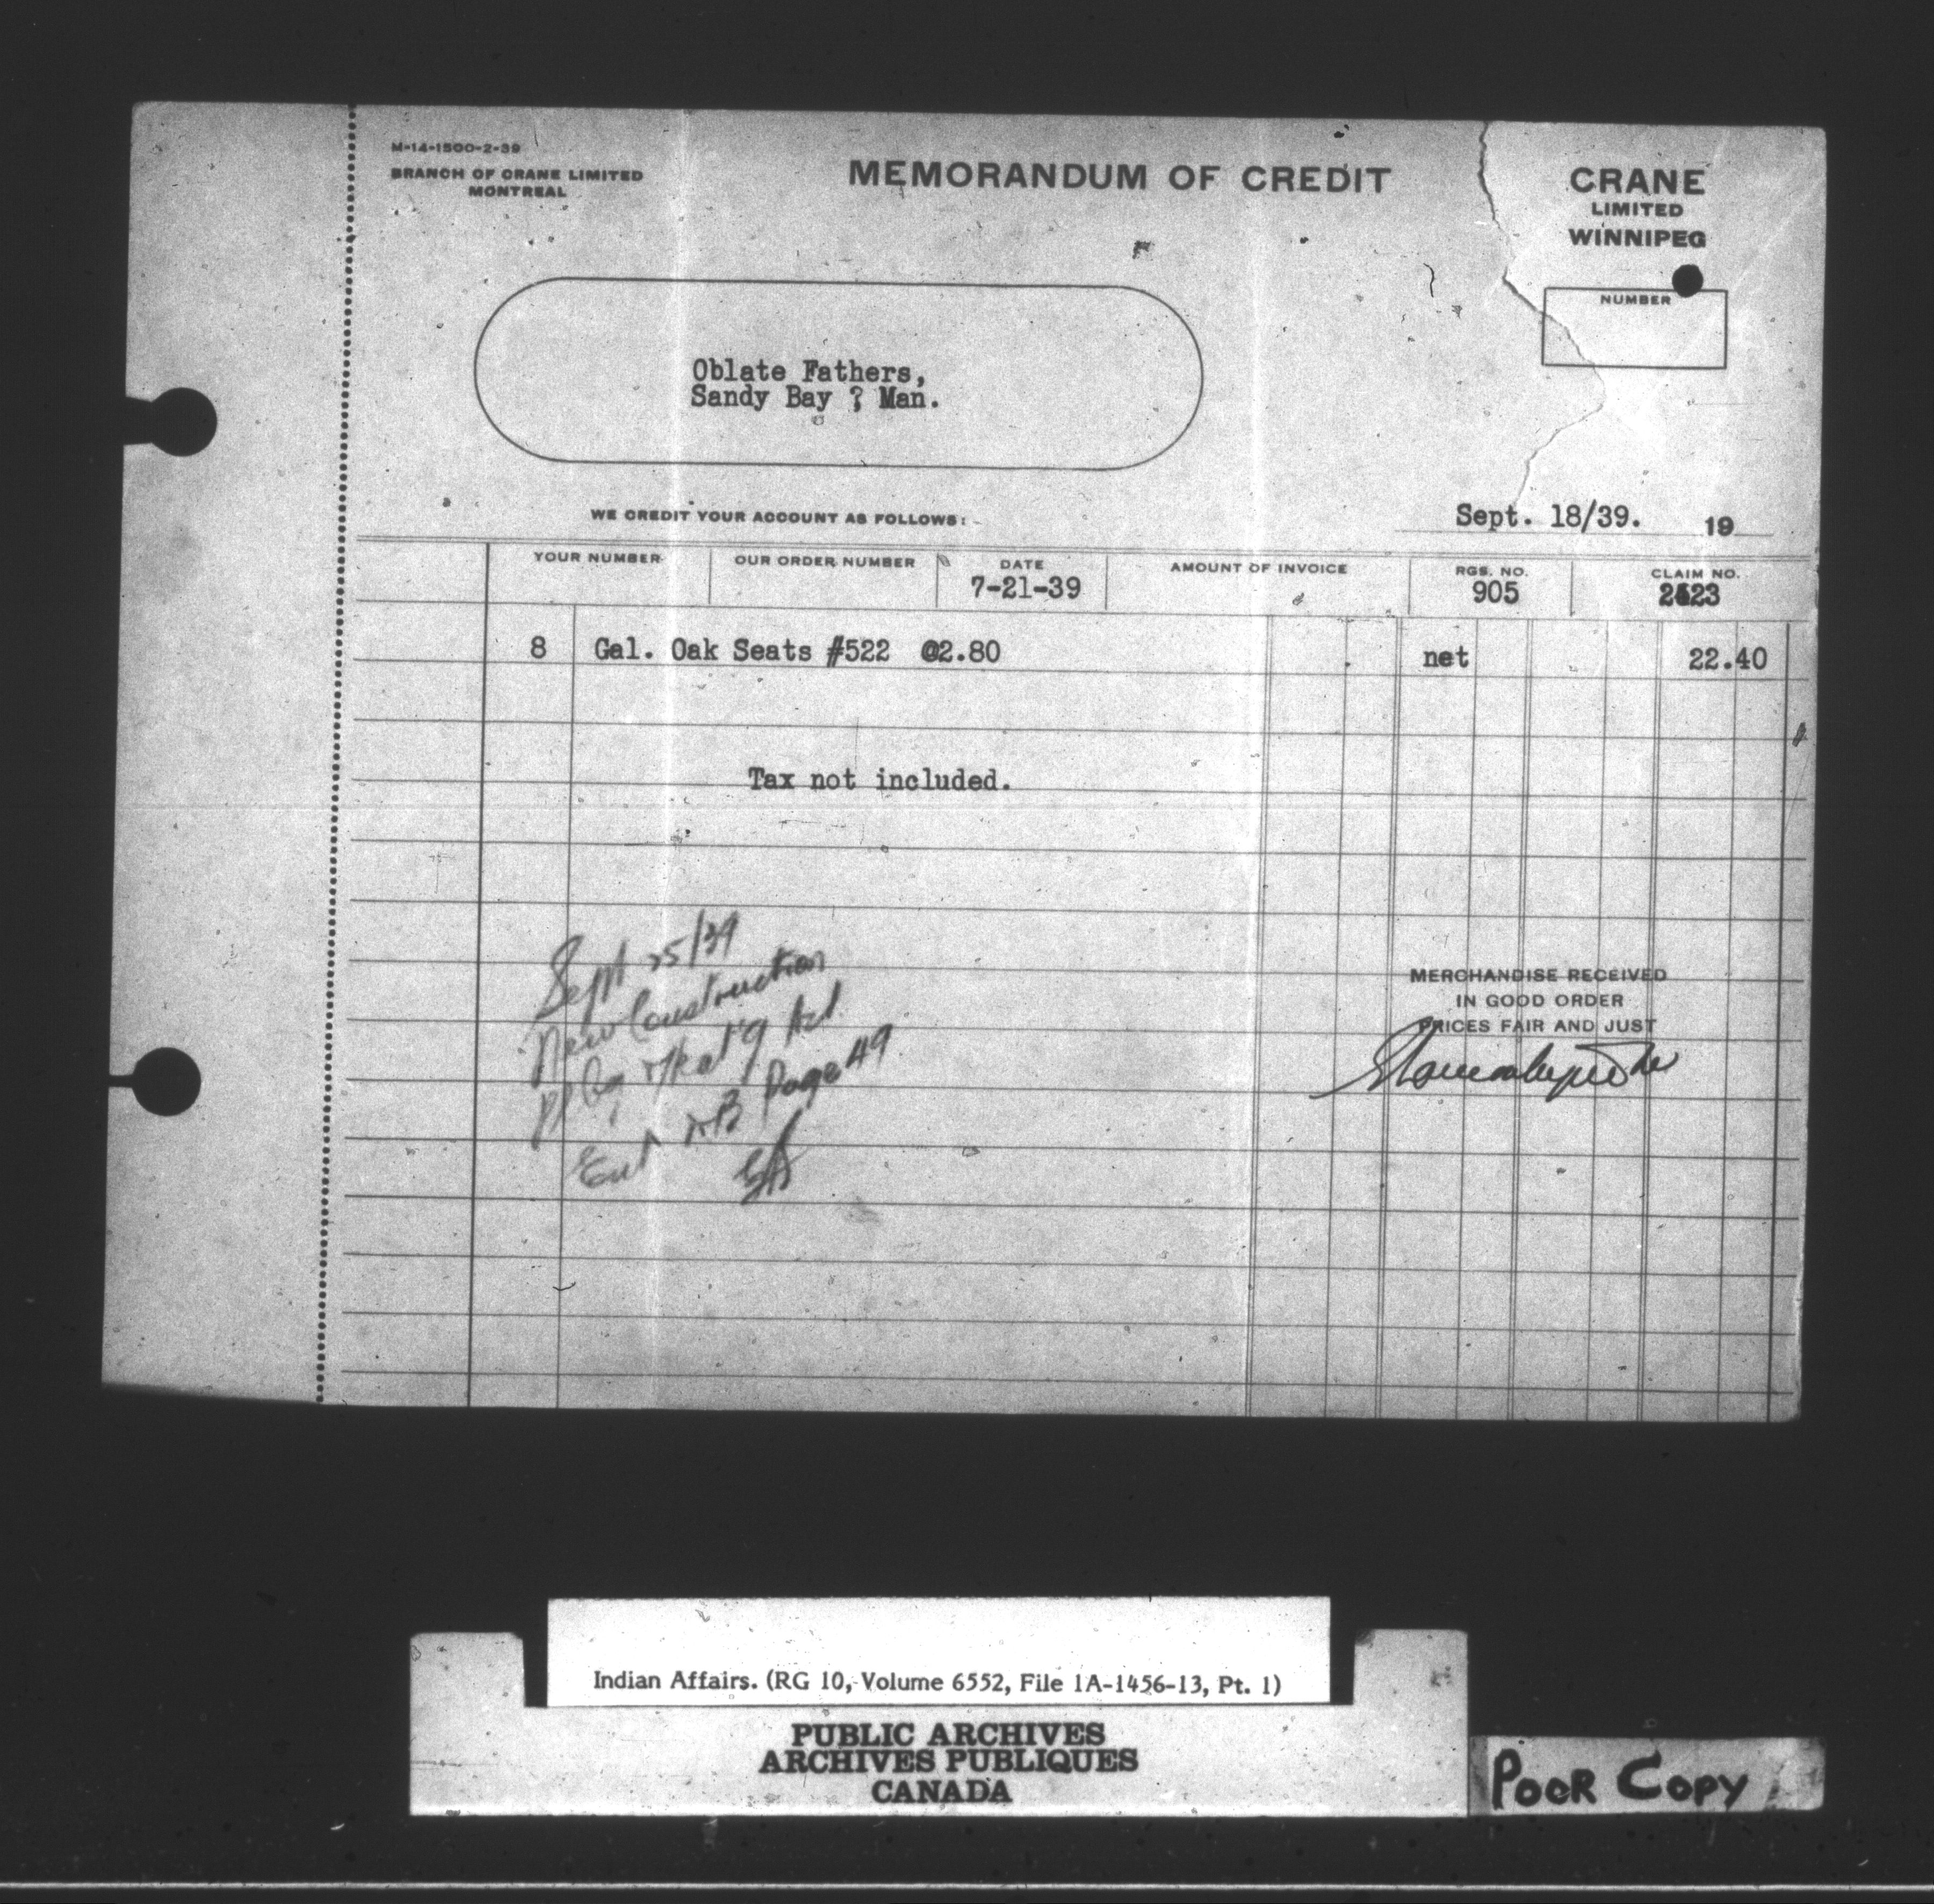 M-14-1500-2-39
BRANCH OF CRANE LIMITED
MONTREAL
MEMORANDUM OF CREDIT
CRANE
LIMITED
WINNIPEG
NUMBER
Oblate Fathers,
Sandy Bay ? Man.
WE CREDIT YOUR ACCOUNT AS FOLLOWS:
Sept. 18/39. 19
YOUR NUMBER OUR ORDER NUMBER DATE AMOUNT OF INVOICE RGS. NO. CLAIM NO.
7-21-39 905 2623
8 Gal. Oak Seats #522 @2.80 net 22.40
Tax not included.
Sept 25/39
New Construction
Plbg & Heat'g Act
Ent Page 49
MERCHANDISE RECEIVED
IN GOOD ORDER
PRICES FAIR AND JUST
Indian Affairs. (RG 10, Volume 6552, File 1A-1456-13, Pt. 1)
PUBLIC ARCHIVES
ARCHIVES PUBLIQUES
CANADA
POOR COPY